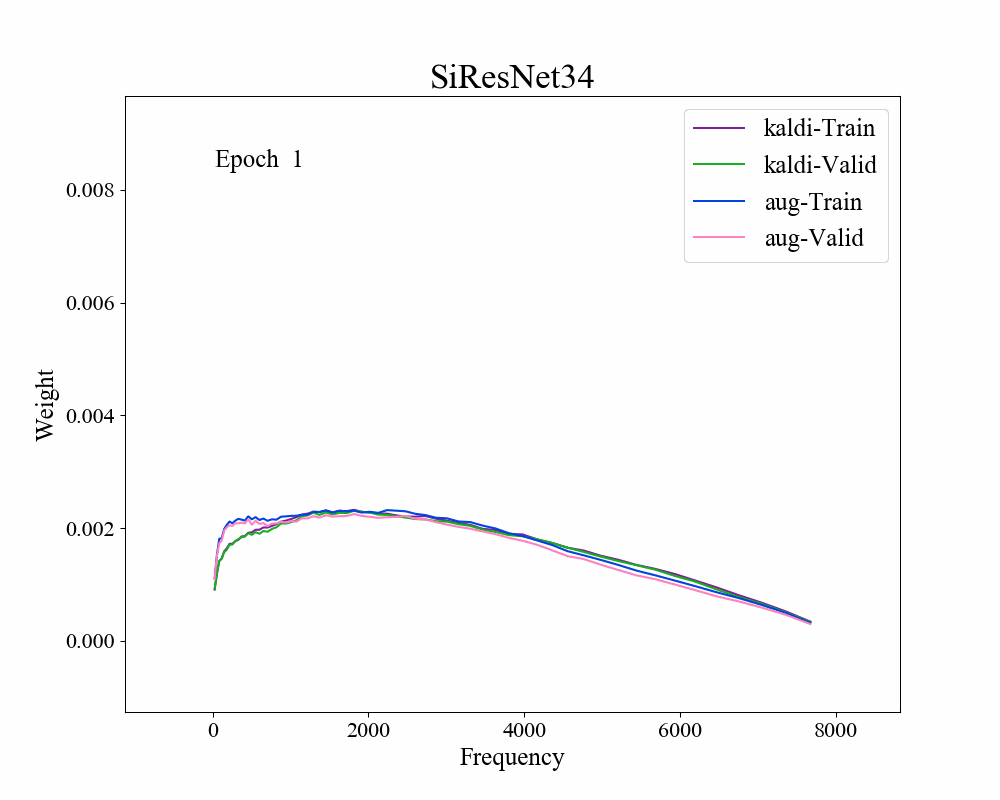 SiResNet34
Epoch 1
kaldi-Train
kaldi-Valid
aug-Train
aug-Valid
0.008
0.006
0.004
0.002
0.000
Weight
0
2000
4000
6000
8000
Frequency